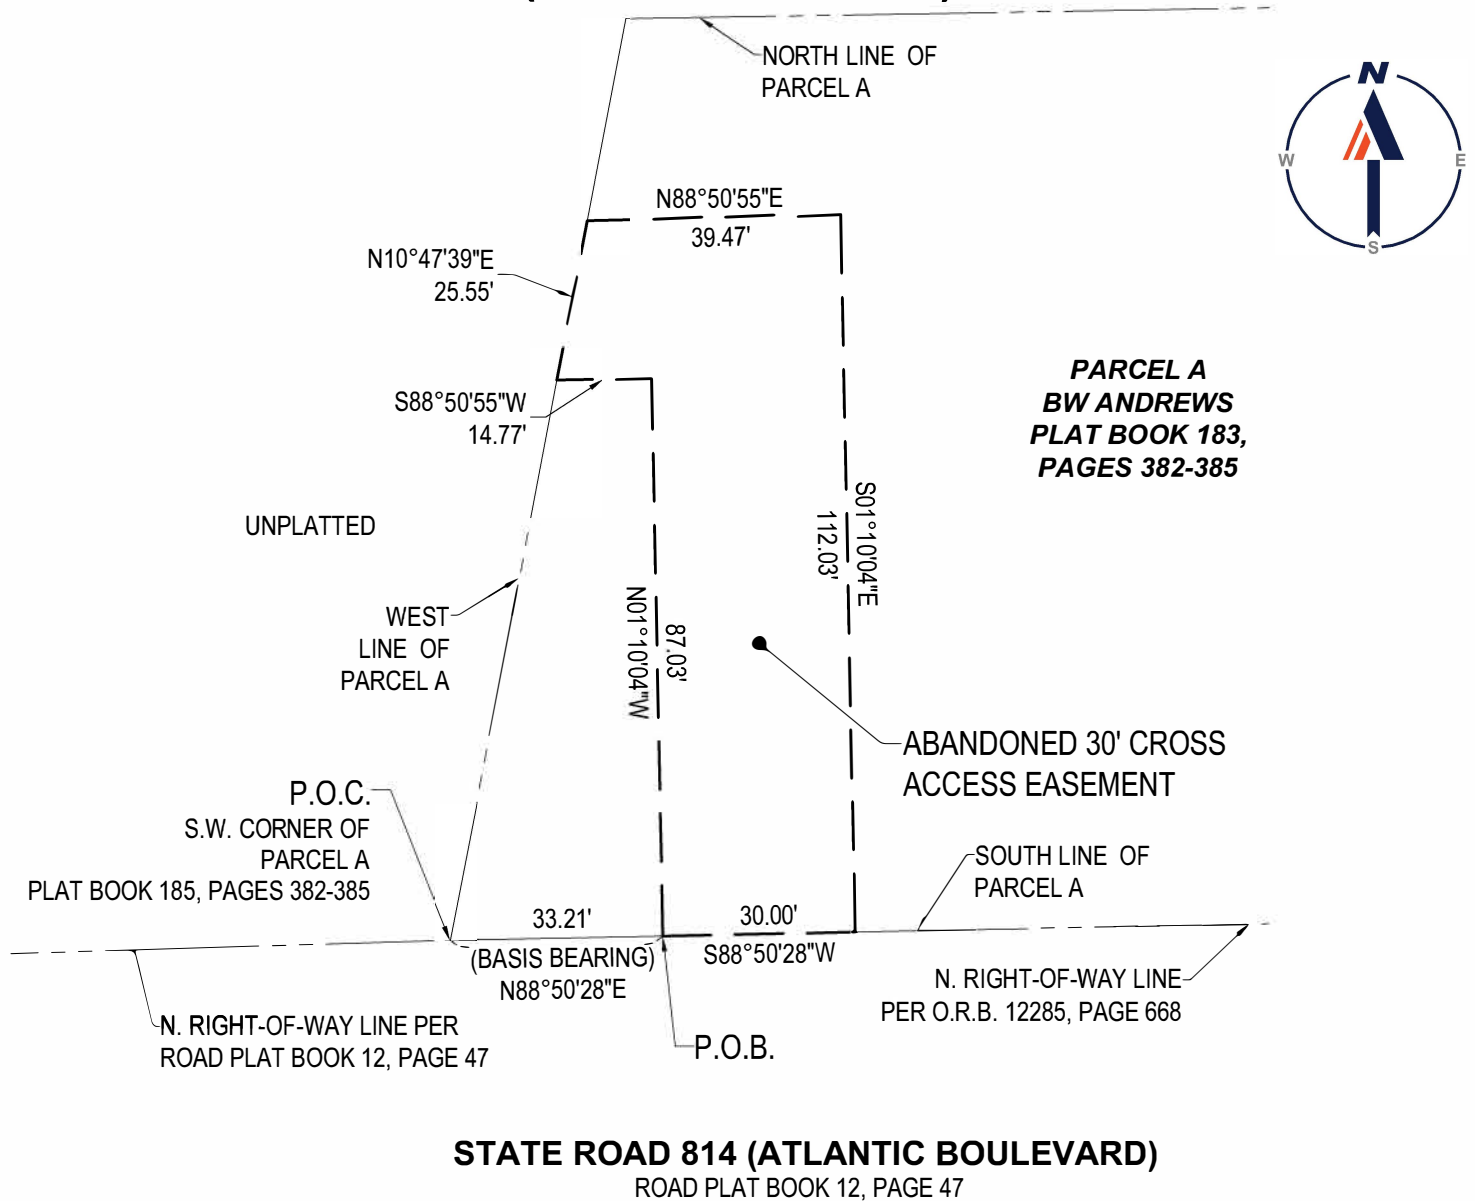 NORTH LINE OF
PARCEL A
N
W
E
S
N88°50'55"E
39.47'
N10°47'39"E
25.55'
S88°50'55"W
14.77'
PARCEL A
BW ANDREWS
PLAT BOOK 183,
PAGES 382-385
UNPLATTED
S01°10'04"E
112.03'
WEST
LINE OF
PARCEL A
87.03'
N01°10'04"W
ABANDONED 30' CROSS
ACCESS EASEMENT
P.O.C.
S.W. CORNER OF
PARCEL A
PLAT BOOK 185, PAGES 382-385
SOUTH LINE OF
PARCEL A
33.21'
(BASIS BEARING)
N88°50'28"E
30.00'
S88°50'28"W
N. RIGHT-OF-WAY LINE
PER O.R.B. 12285, PAGE 668
N. RIGHT-OF-WAY LINE PER
ROAD PLAT BOOK 12, PAGE 47
P.O.B.
STATE ROAD 814 (ATLANTIC BOULEVARD)
ROAD PLAT BOOK 12, PAGE 47